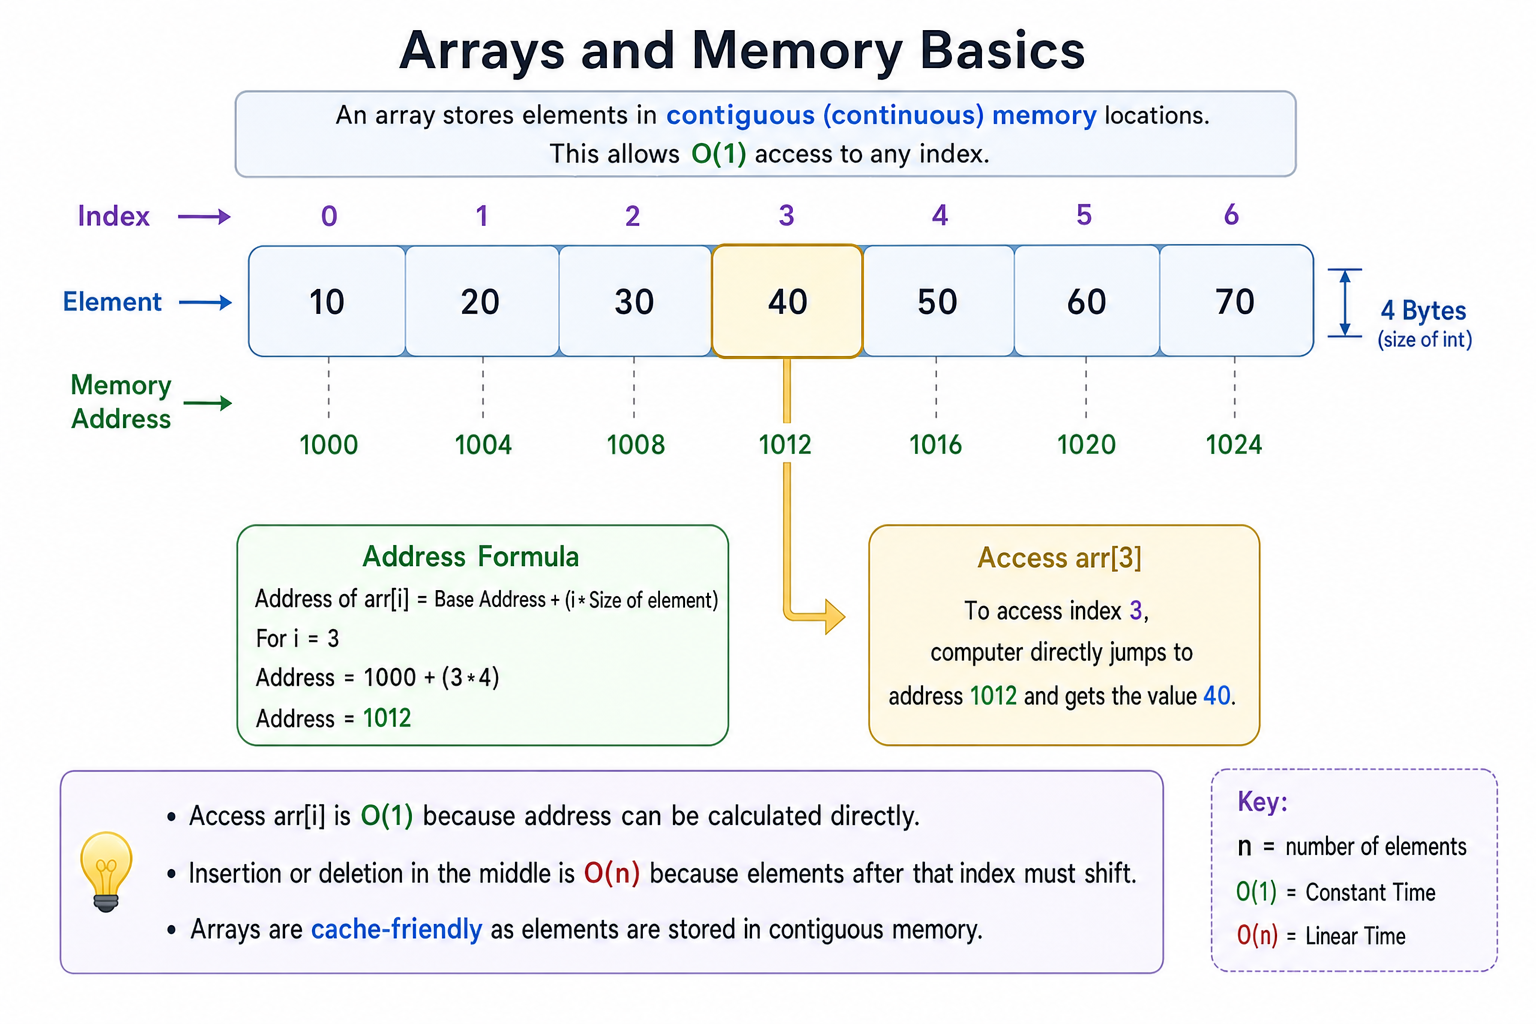 Arrays and Memory Basics
An array stores elements in contiguous (continuous) memory locations.
This allows O(1) access to any index.
Index 0 1 2 3 4 5 6
Element 10 20 30 40 50 60 70
4 Bytes
(size of int)
Memory
Address
1000 1004 1008 1012 1016 1020 1024
Address Formula
Address of arr[i] = Base Address + (i * Size of element)
For i = 3
Address = 1000 + (3 * 4)
Address = 1012
Access arr[3]
To access index 3,
computer directly jumps to
address 1012 and gets the value 40.
• Access arr[i] is O(1) because address can be calculated directly.
• Insertion or deletion in the middle is O(n) because elements after that index must shift.
• Arrays are cache-friendly as elements are stored in contiguous memory.
Key:
n = number of elements
O(1) = Constant Time
O(n) = Linear Time